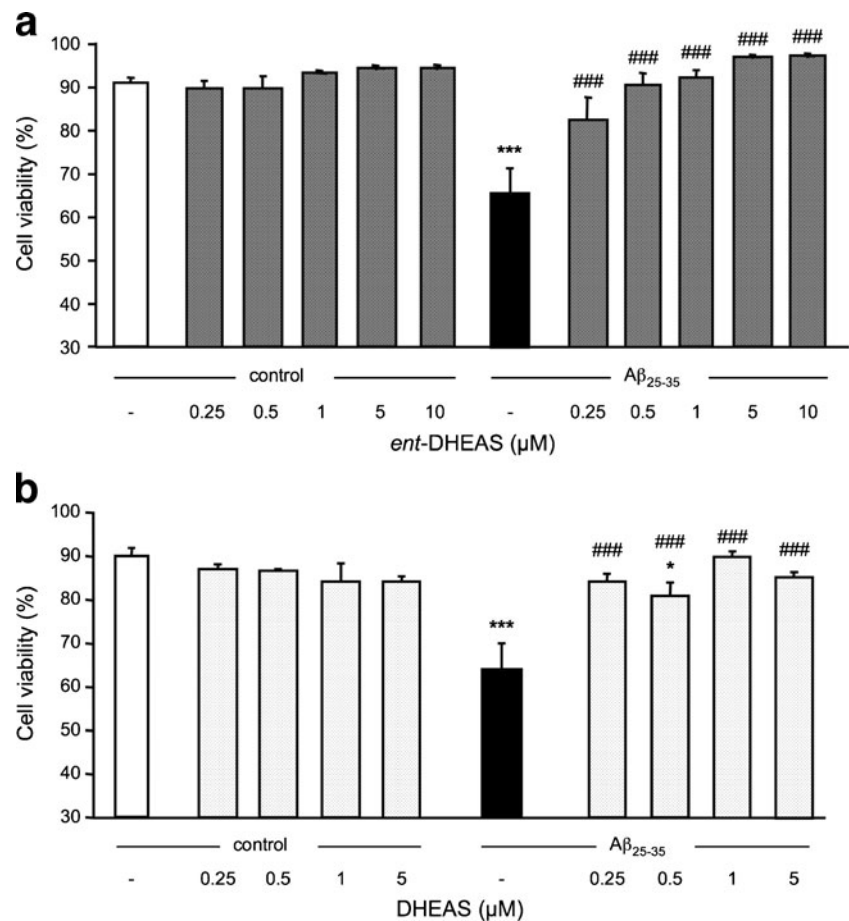 a
### ### ### ### ###
***
Cell viability (%)
100
90
80
70
60
50
40
30
control Aβ25-35
- 0.25 0.5 1 5 10 - 0.25 0.5 1 5 10
ent-DHEAS (µM)
b
### ### ### ###
*
***
Cell viability (%)
100
90
80
70
60
50
40
30
control Aβ25-35
- 0.25 0.5 1 5 - 0.25 0.5 1 5
DHEAS (µM)